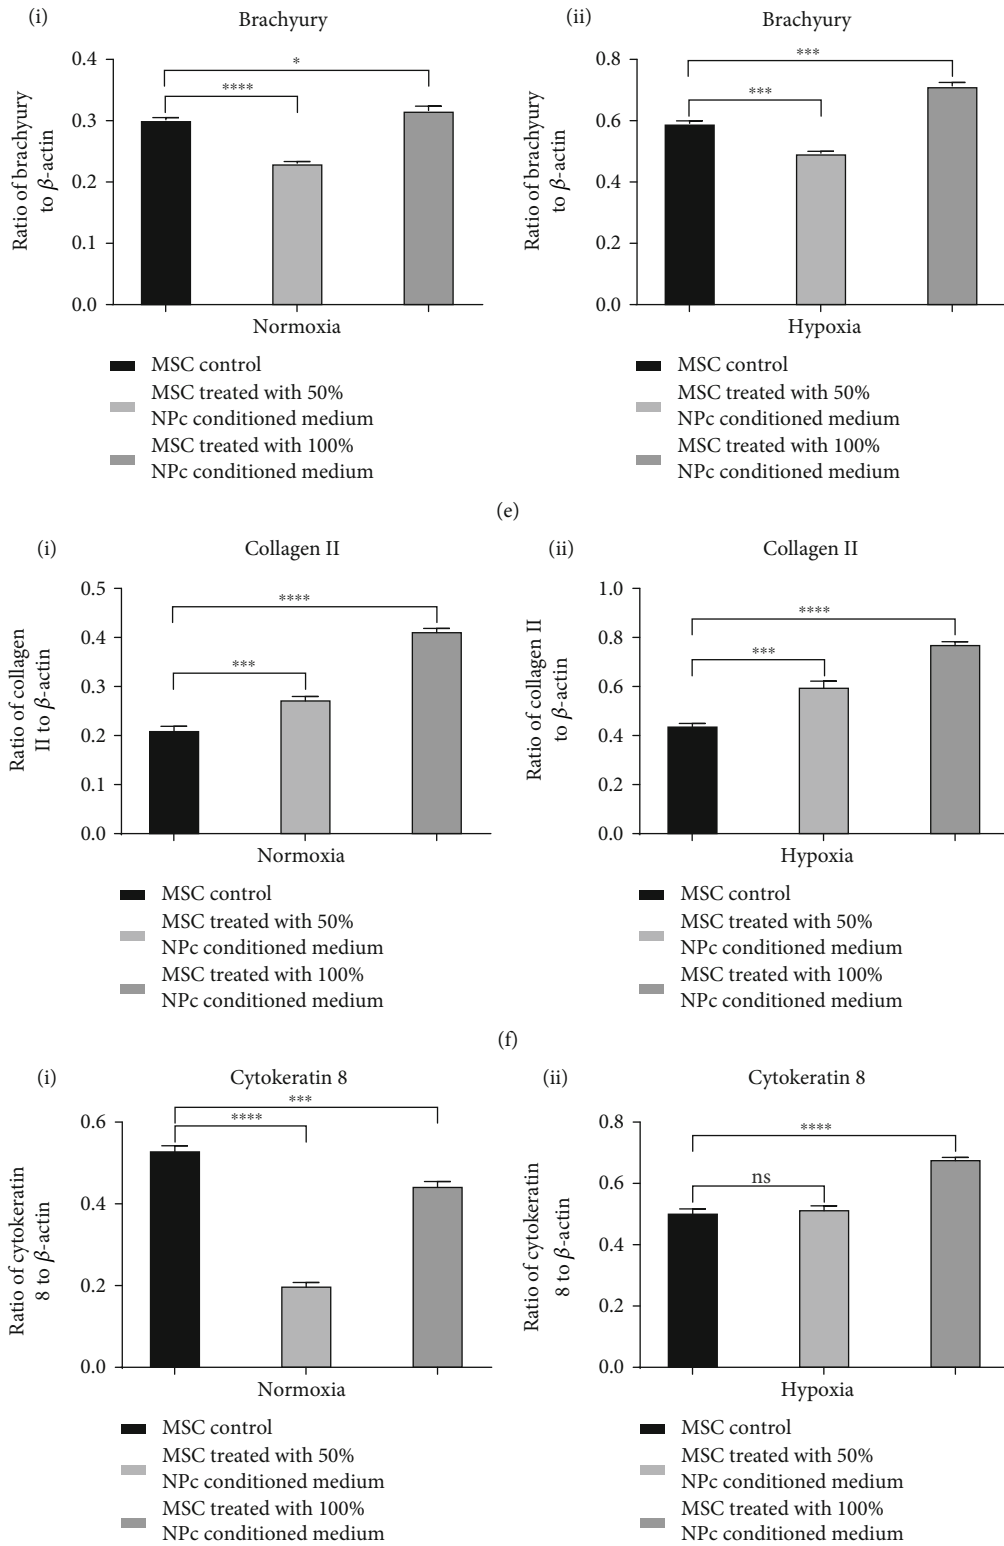 (i)
Brachyury
0.4
0.3
0.2
0.3
0.0
Ratio of brachyury
to β-actin
****
*
Normoxia
MSC control
MSC treated with 50%
NPc conditioned medium
MSC treated with 100%
NPc conditioned medium
(ii)
Brachyury
0.8
0.6
0.4
0.2
0.0
Ratio of brachyury
to β-actin
***
***
Hypoxia
MSC control
MSC treated with 50%
NPc conditioned medium
MSC treated with 100%
NPc conditioned medium
(e)
(i)
Collagen II
0.5
0.4
0.3
0.2
0.1
0.0
Ratio of collagen
II to β-actin
****
***
Normoxia
MSC control
MSC treated with 50%
NPc conditioned medium
MSC treated with 100%
NPc conditioned medium
(ii)
Collagen II
1.0
0.8
0.6
0.4
0.2
0.0
Ratio of collagen II
to β-actin
****
***
Hypoxia
MSC control
MSC treated with 50%
NPc conditioned medium
MSC treated with 100%
NPc conditioned medium
(f)
(i)
Cytokeratin 8
0.6
0.4
0.2
0.0
Ratio of cytokeratin
8 to β-actin
***
****
Normoxia
MSC control
MSC treated with 50%
NPc conditioned medium
MSC treated with 100%
NPc conditioned medium
(ii)
Cytokeratin 8
0.8
0.6
0.4
0.2
0.0
Ratio of cytokeratin
8 to β-actin
****
ns
Hypoxia
MSC control
MSC treated with 50%
NPc conditioned medium
MSC treated with 100%
NPc conditioned medium